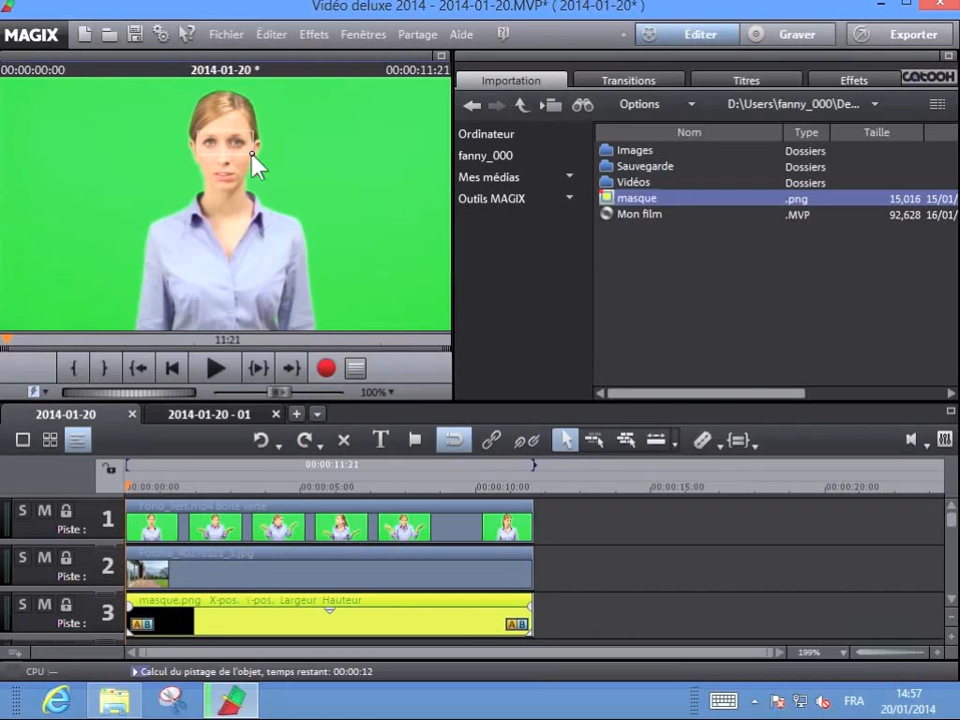 Vidéo deluxe 2014 - 2014-01-20.MVP* ( 2014-01-20* )
MAGIX
Fichier Éditer Effets Fenêtres Partage Aide
Éditer Graver Exporter
00:00:00:00 2014-01-20 * 00:00:11:21
Importation Transitions Titres Effets CATOOH
Options D:\Users\fanny_000\De...
Ordinateur
fanny_000
Mes médias
Outils MAGIX
Nom Type Taille
Images Dossiers
Sauvegarde Dossiers
Vidéos Dossiers
masque .png 15,016 15/01/
Mon film .MVP 92,628 16/01/
11:21
100%
2014-01-20 2014-01-20 - 01
00:00:11:21
00:00:00:00 00:00:05:00 00:00:10:00 00:00:15:00 00:00:20:00
S M Piste : 1
S M Piste : 2
S M Piste : 3
masque.png X-pos. Y-pos. Largeur Hauteur
AB AB
199%
CPU : — Calcul du pistage de l'objet, temps restant: 00:00:12
FRA
14:57
20/01/2014